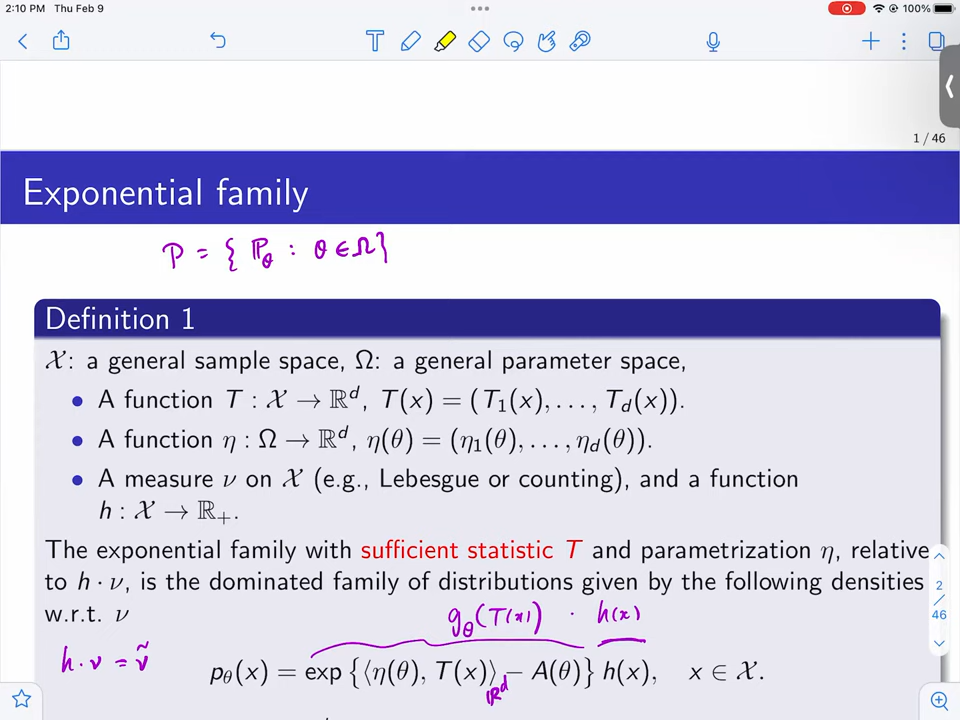 2:10 PM Thu Feb 9
100%
1 / 46
Exponential family
𝒫 = { ℙ_θ : θ ∈ Ω }
Definition 1
𝒳: a general sample space, Ω: a general parameter space,
• A function T : 𝒳 → ℝ^d, T(x) = (T_1(x), . . . , T_d(x)).
• A function η : Ω → ℝ^d, η(θ) = (η_1(θ), . . . , η_d(θ)).
• A measure ν on 𝒳 (e.g., Lebesgue or counting), and a function
h : 𝒳 → ℝ_+.
The exponential family with sufficient statistic T and parametrization η, relative
to h · ν, is the dominated family of distributions given by the following densities
w.r.t. ν
g_θ(T(x)) · h(x)
h · ν = ν̃
p_θ(x) = exp {⟨η(θ), T(x)⟩ − A(θ)} h(x), x ∈ 𝒳.
ℝ^d
2
/
46